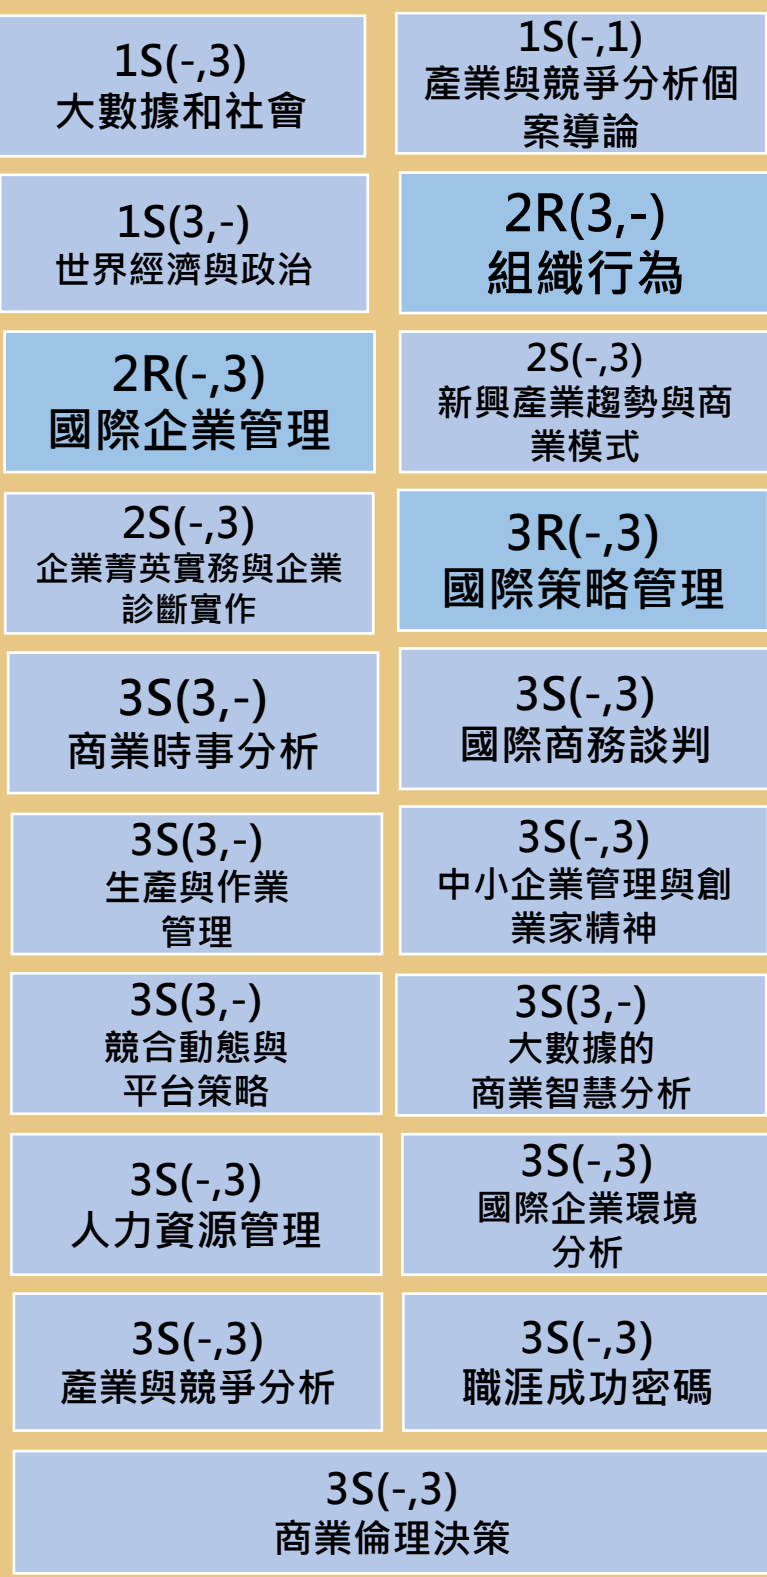 1S(-,3)
大數據和社會
1S(-,1)
產業與競爭分析個
案導論
1S(3,-)
世界經濟與政治
2R(3,-)
組織行為
2R(-,3)
國際企業管理
2S(-,3)
新興產業趨勢與商
業模式
2S(-,3)
企業菁英實務與企業
診斷實作
3R(-,3)
國際策略管理
3S(3,-)
商業時事分析
3S(-,3)
國際商務談判
3S(3,-)
生產與作業
管理
3S(-,3)
中小企業管理與創
業家精神
3S(3,-)
競合動態與
平台策略
3S(3,-)
大數據的
商業智慧分析
3S(-,3)
人力資源管理
3S(-,3)
國際企業環境
分析
3S(-,3)
產業與競爭分析
3S(-,3)
職涯成功密碼
3S(-,3)
商業倫理決策